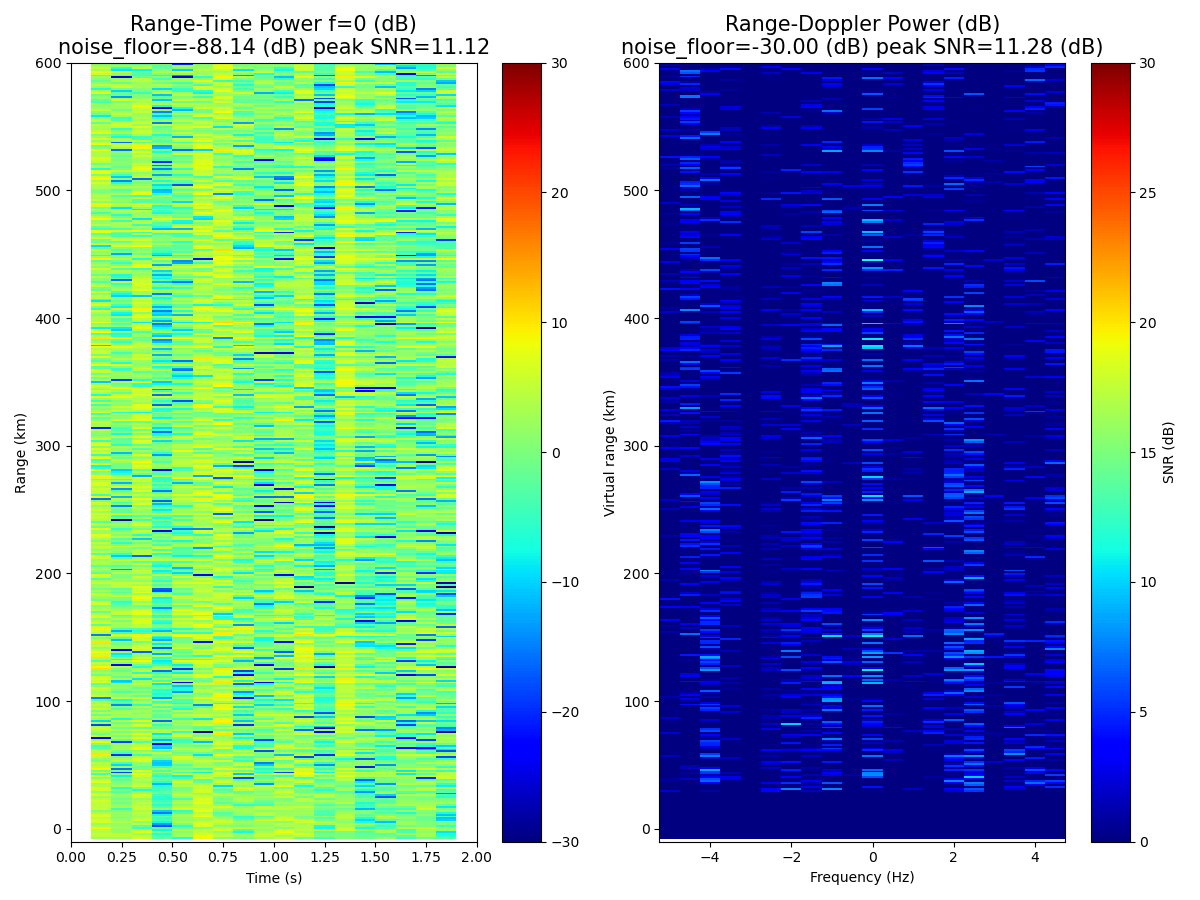 Range-Time Power f=0 (dB)
noise_floor=-88.14 (dB) peak SNR=11.12
Range (km)
600
500
400
300
200
100
0
0.00 0.25 0.50 0.75 1.00 1.25 1.50 1.75 2.00
Time (s)
30
20
10
0
−10
−20
−30
Range-Doppler Power (dB)
noise_floor=-30.00 (dB) peak SNR=11.28 (dB)
Virtual range (km)
600
500
400
300
200
100
0
−4 −2 0 2 4
Frequency (Hz)
30
25
20
15
10
5
0
SNR (dB)